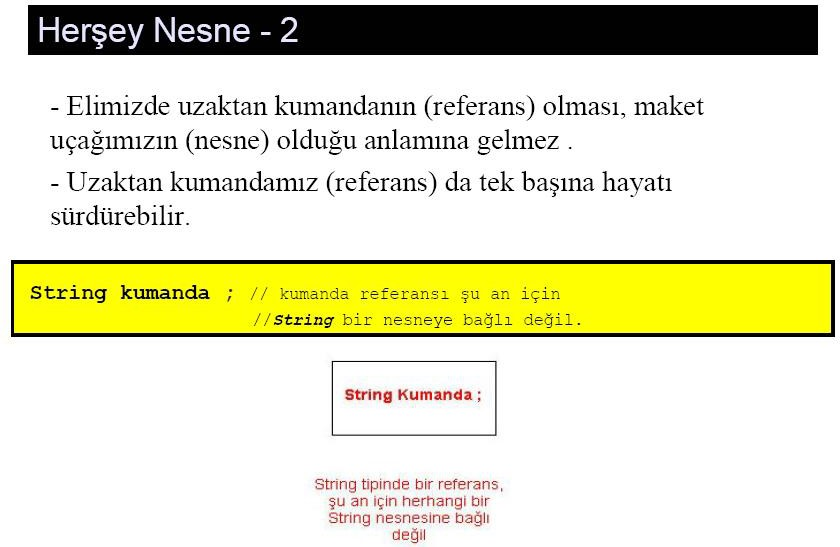 Herşey Nesne - 2
- Elimizde uzaktan kumandanın (referans) olması, maket
uçağımızın (nesne) olduğu anlamına gelmez .
- Uzaktan kumandamız (referans) da tek başına hayatı
sürdürebilir.
String kumanda ; // kumanda referansı şu an için
//String bir nesneye bağlı değil.
String Kumanda ;
String tipinde bir referans,
şu an için herhangi bir
String nesnesine bağlı
değil